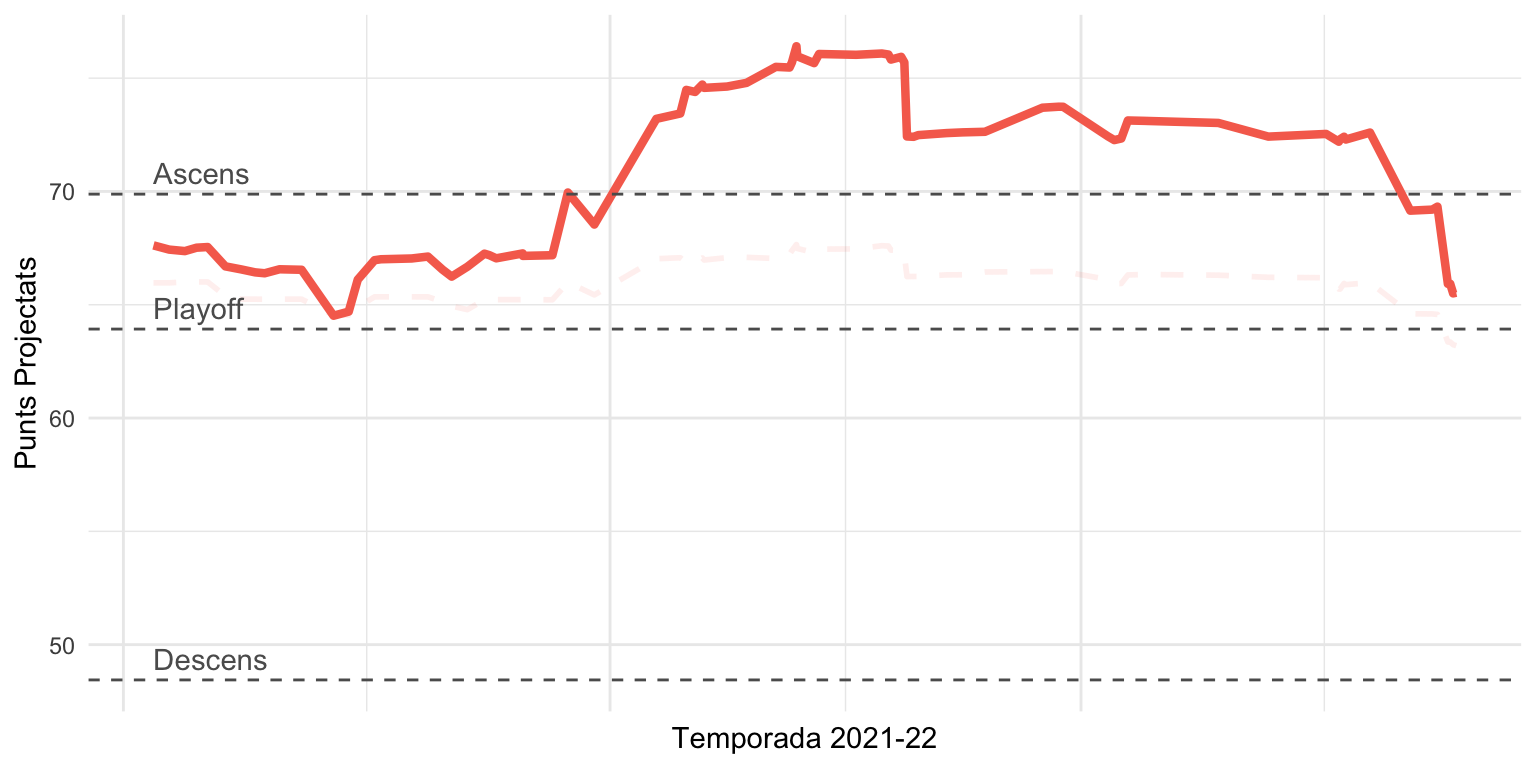 Ascens
70
Playoff
60
50
Descens
Punts Projectats
Temporada 2021-22